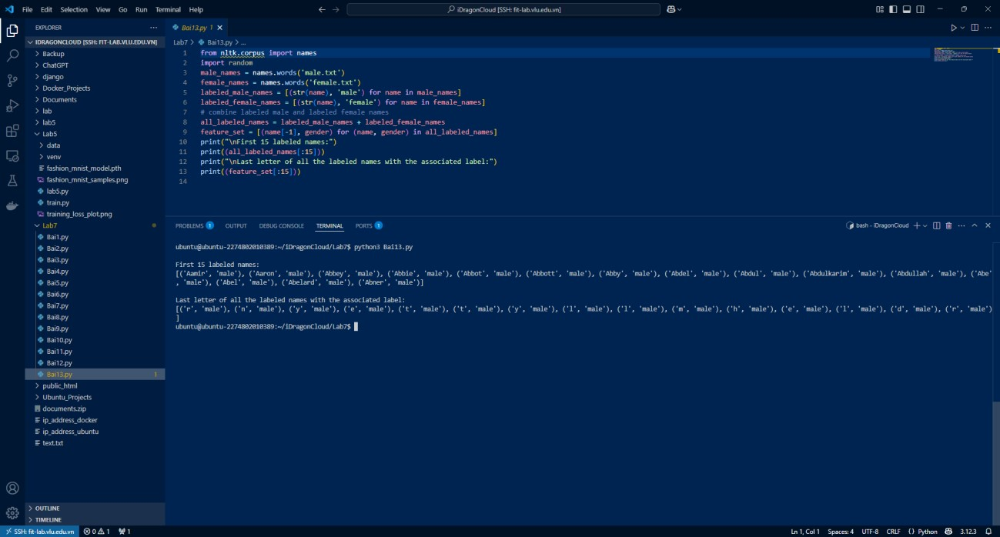 File Edit Selection View Go Run Terminal Help
iDragonCloud [SSH: fit-lab.vlu.edu.vn]
EXPLORER
IDRAGONCLOUD [SSH: FIT-LAB.VLU.EDU.VN]
Backup
ChatGPT
django
Docker_Projects
Documents
lab
lab5
Lab5
data
venv
fashion_mnist_model.pth
fashion_mnist_samples.png
lab5.py
train.py
training_loss_plot.png
Lab7
Bai1.py
Bai2.py
Bai3.py
Bai4.py
Bai5.py
Bai6.py
Bai7.py
Bai8.py
Bai9.py
Bai10.py
Bai11.py
Bai12.py
Bai13.py 1
public_html
Ubuntu_Projects
documents.zip
ip_address_docker
ip_address_ubuntu
text.txt
OUTLINE
TIMELINE
Bai13.py 1
Lab7 > Bai13.py > ...
1 from nltk.corpus import names
2 import random
3 male_names = names.words('male.txt')
4 female_names = names.words('female.txt')
5 labeled_male_names = [(str(name), 'male') for name in male_names]
6 labeled_female_names = [(str(name), 'female') for name in female_names]
7 # combine labeled male and labeled female names
8 all_labeled_names = labeled_male_names + labeled_female_names
9 feature_set = [(name[-1], gender) for (name, gender) in all_labeled_names]
10 print("\nFirst 15 labeled names:")
11 print((all_labeled_names[:15]))
12 print("\nLast letter of all the labeled names with the associated label:")
13 print((feature_set[:15]))
14
PROBLEMS 1 OUTPUT DEBUG CONSOLE TERMINAL PORTS 1
bash - iDragonCloud
ubuntu@ubuntu-2274802010389:~/iDragonCloud/Lab7$ python3 Bai13.py
First 15 labeled names:
[('Aamir', 'male'), ('Aaron', 'male'), ('Abbey', 'male'), ('Abbie', 'male'), ('Abbot', 'male'), ('Abbott', 'male'), ('Abby', 'male'), ('Abdel', 'male'), ('Abdul', 'male'), ('Abdulkarim', 'male'), ('Abdullah', 'male'), ('Abe'
, 'male'), ('Abel', 'male'), ('Abelard', 'male'), ('Abner', 'male')]
Last letter of all the labeled names with the associated label:
[('r', 'male'), ('n', 'male'), ('y', 'male'), ('e', 'male'), ('t', 'male'), ('t', 'male'), ('y', 'male'), ('l', 'male'), ('l', 'male'), ('m', 'male'), ('h', 'male'), ('e', 'male'), ('l', 'male'), ('d', 'male'), ('r', 'male')
]
ubuntu@ubuntu-2274802010389:~/iDragonCloud/Lab7$
SSH: fit-lab.vlu.edu.vn 0 1 1
Ln 1, Col 1 Spaces: 4 UTF-8 CRLF {} Python 3.12.3